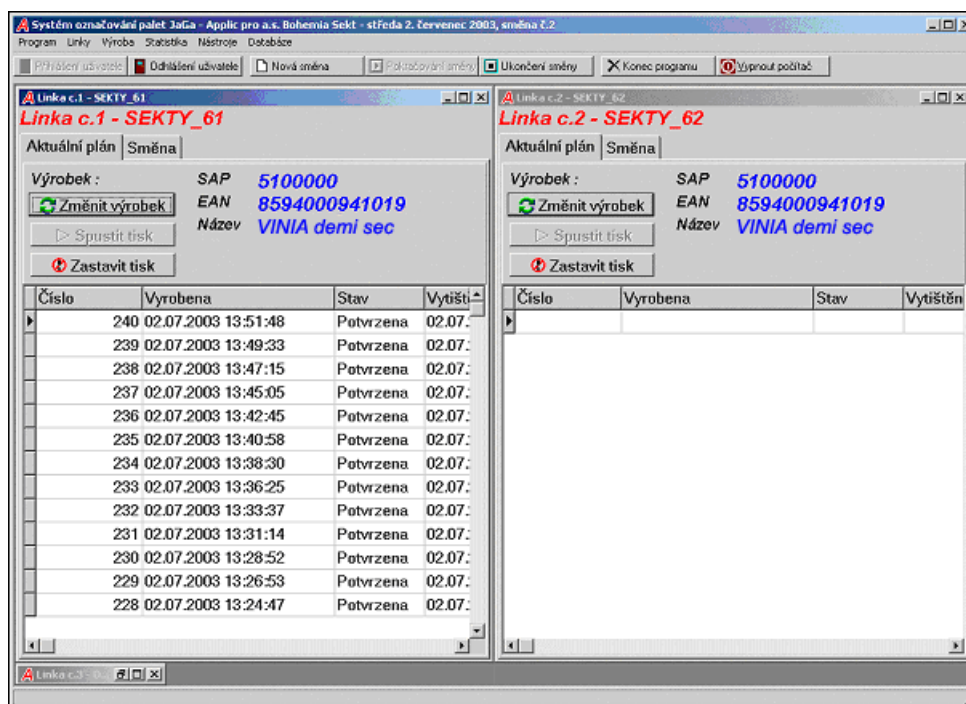 Systém označování palet JaGa - Applic pro a.s. Bohemia Sekt - středa 2. červenec 2003, směna č.2
Program Linky Výroba Statistika Nástroje Databáze
Přihlášení uživatele Odhlášení uživatele Nová směna Pokračování směny Ukončení směny Konec programu Vypnout počítač
Linka c.1 - SEKTY_61
Linka c.1 - SEKTY_61
Aktuální plán Směna
Výrobek : SAP 5100000
Změnit výrobek EAN 8594000941019
Název VINIA demi sec
Spustit tisk
Zastavit tisk
Číslo Vyrobena Stav Vytiště
240 02.07.2003 13:51:48 Potvrzena 02.07.
239 02.07.2003 13:49:33 Potvrzena 02.07.
238 02.07.2003 13:47:15 Potvrzena 02.07.
237 02.07.2003 13:45:05 Potvrzena 02.07.
236 02.07.2003 13:42:45 Potvrzena 02.07.
235 02.07.2003 13:40:58 Potvrzena 02.07.
234 02.07.2003 13:38:30 Potvrzena 02.07.
233 02.07.2003 13:36:25 Potvrzena 02.07.
232 02.07.2003 13:33:37 Potvrzena 02.07.
231 02.07.2003 13:31:14 Potvrzena 02.07.
230 02.07.2003 13:28:52 Potvrzena 02.07.
229 02.07.2003 13:26:53 Potvrzena 02.07.
228 02.07.2003 13:24:47 Potvrzena 02.07.
Linka c.2 - SEKTY_62
Linka c.2 - SEKTY_62
Aktuální plán Směna
Výrobek : SAP 5100000
Změnit výrobek EAN 8594000941019
Název VINIA demi sec
Spustit tisk
Zastavit tisk
Číslo Vyrobena Stav Vytištěn
Linka c.3 -